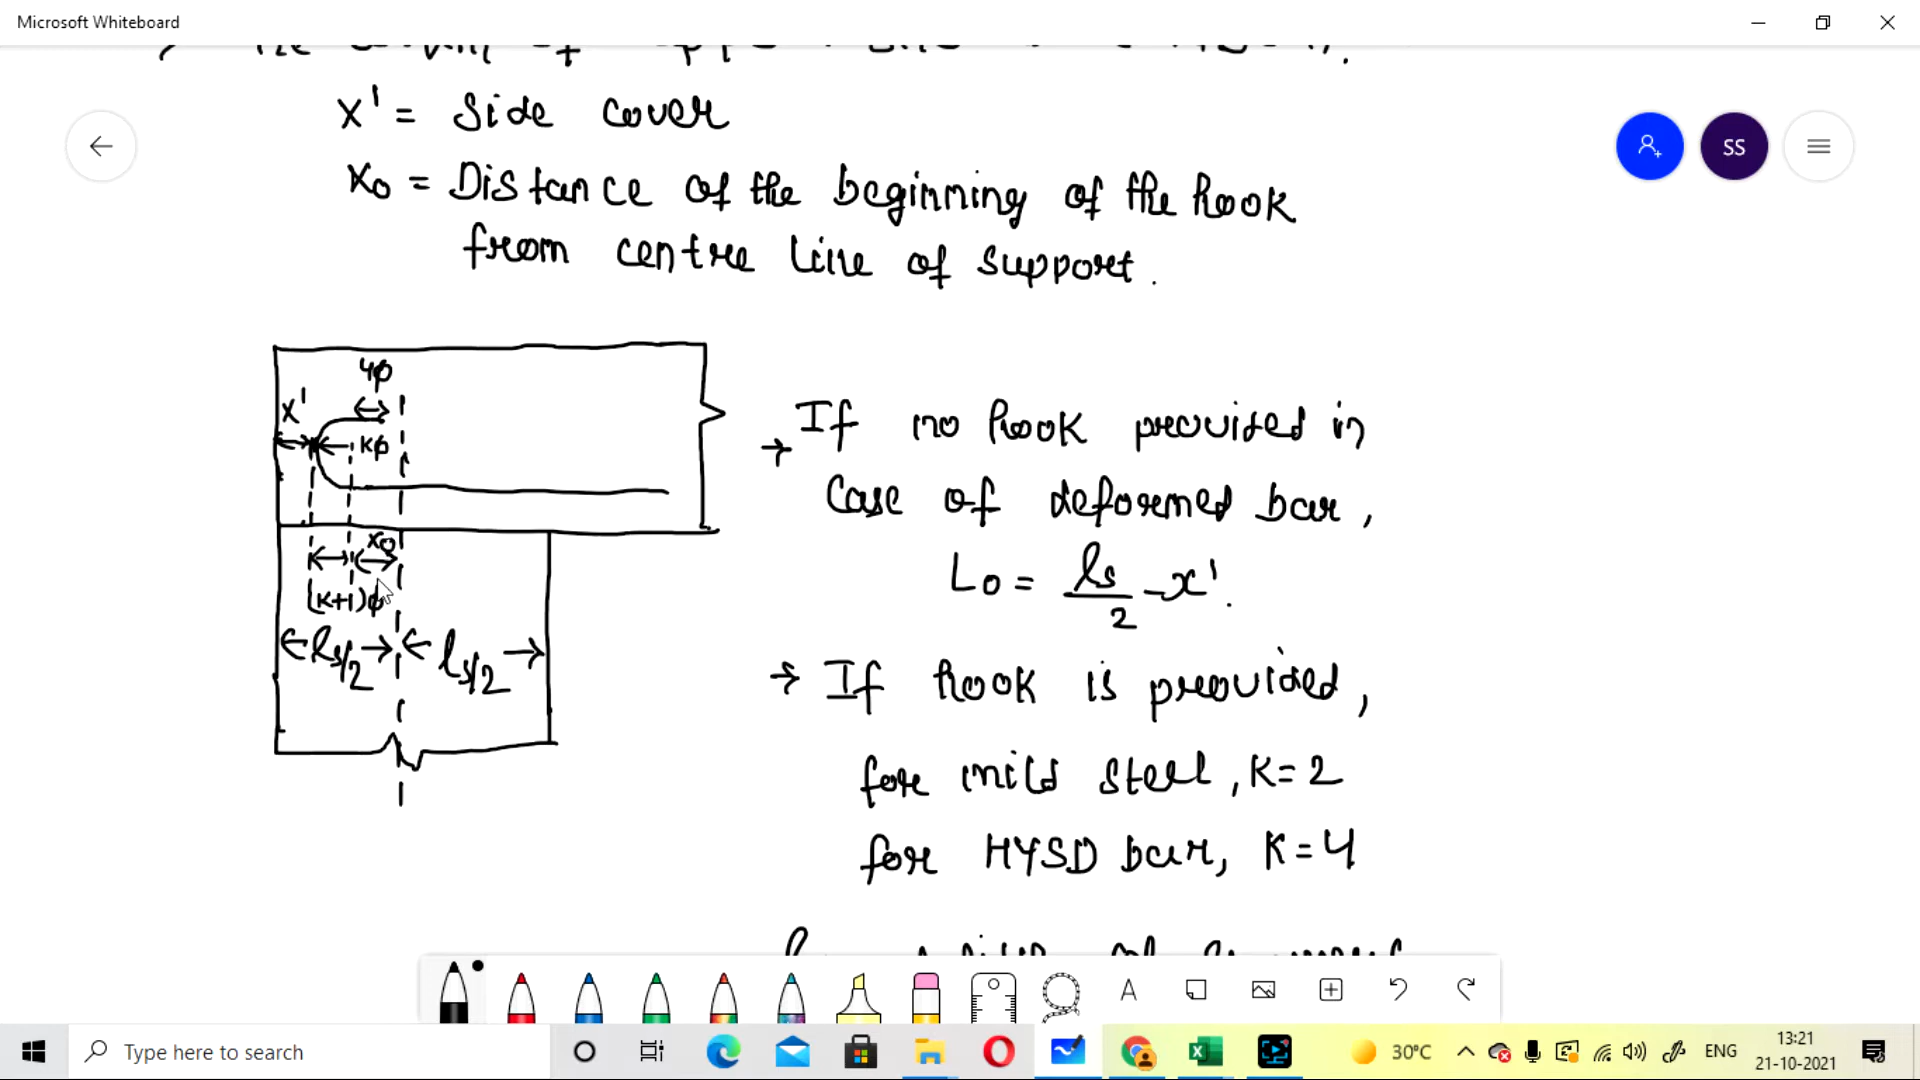 Microsoft Whiteboard
x' = Side cover
SS
x₀ = Distance of the beginning of the hook
from centre line of support.
4φ
x'
Kφ
x₀
(K+1)φ
ls/2
ls/2
→ If no hook provided in
case of deformed bar,
L₀ = ls/2 - x'.
→ If hook is provided,
for mild steel, K=2
for HYSD bar, K=4
A
Type here to search
30°C
ENG
13:21
21-10-2021